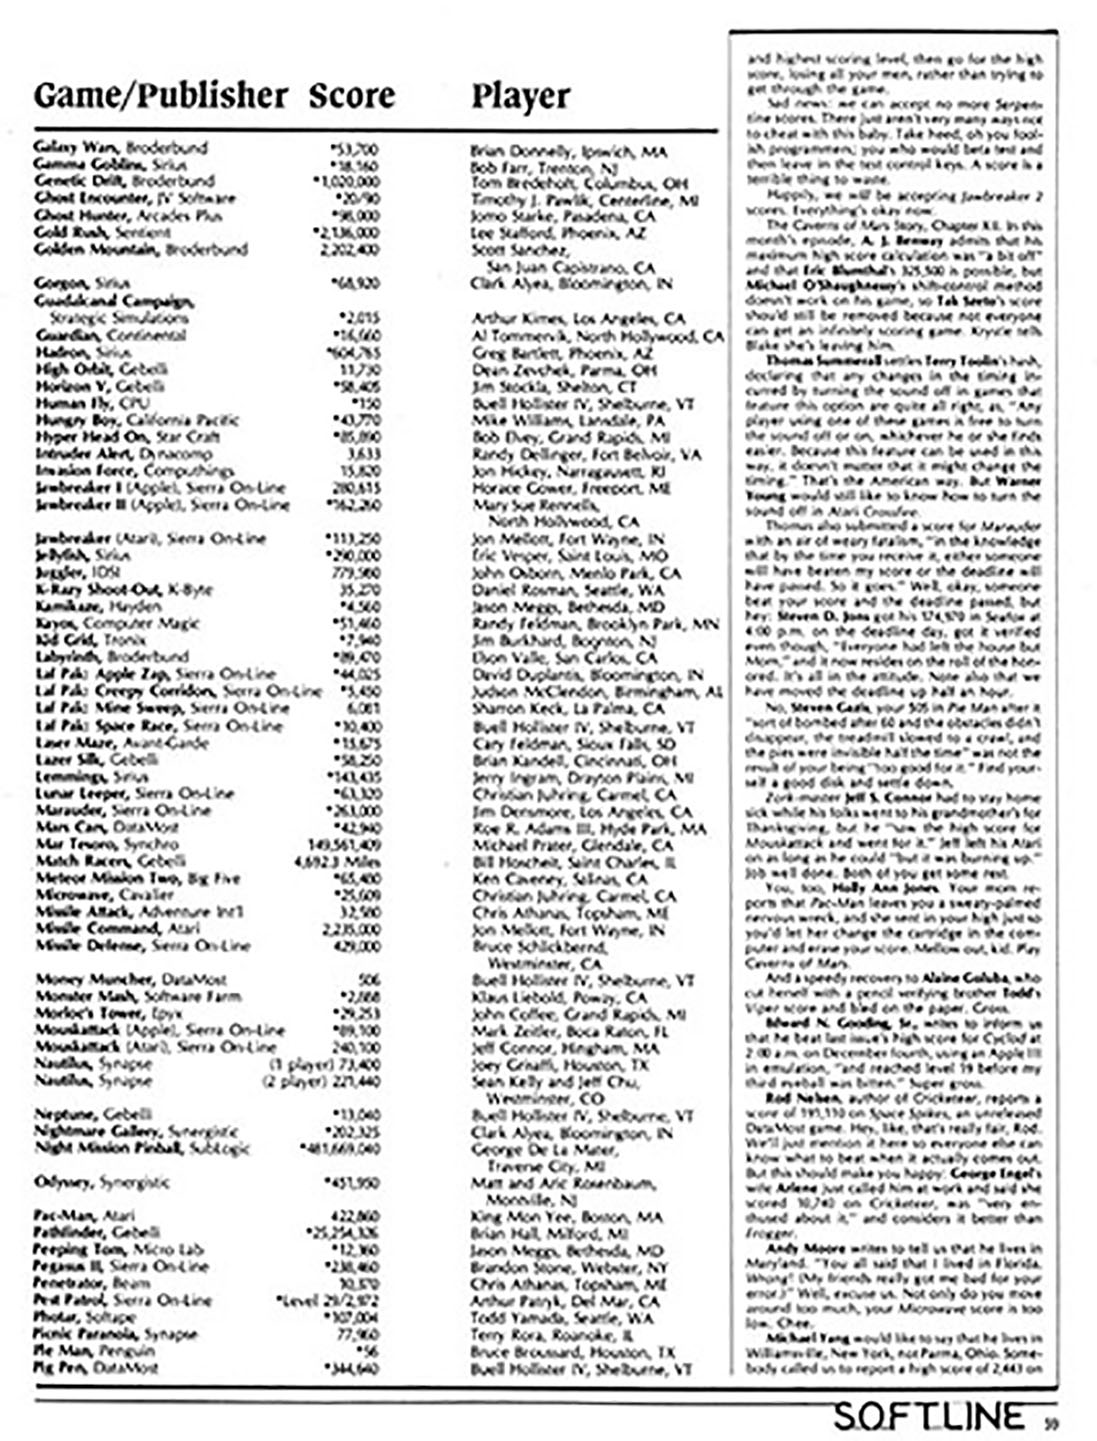 Game/Publisher Score Player
Galaxy Wars, Broderbund *53,700 Brian Donnelly, Ipswich, MA
Gamma Goblins, Sirius *38,160 Bob Farr, Trenton, NJ
Genetic Drift, Broderbund *1,020,000 Tom Bredehoft, Columbus, OH
Ghost Encounter, JV Software *20/90 Timothy J. Pawlik, Centerline, MI
Ghost Hunter, Arcades Plus *98,000 Jomo Starke, Pasadena, CA
Gold Rush, Sentient *2,136,000 Lee Stafford, Phoenix, AZ
Golden Mountain, Broderbund 2,202,400 Scott Sanchez,
San Juan Capistrano, CA
Gorgon, Sirius *68,920 Clark Alyea, Bloomington, IN
Guadalcanal Campaign,
Strategic Simulations *2,015 Arthur Kimes, Los Angeles, CA
Guardian, Continental *16,660 Al Tommervik, North Hollywood, CA
Hadron, Sirius *604,765 Greg Bartlett, Phoenix, AZ
High Orbit, Gebelli 11,730 Dean Zevchek, Parma, OH
Horizon V, Gebelli *58,405 Jim Stockla, Shelton, CT
Human Fly, CPU *150 Buell Hollister IV, Shelburne, VT
Hungry Boy, California Pacific *43,770 Mike Williams, Lansdale, PA
Hyper Head On, Star Craft *85,890 Bob Elvey, Grand Rapids, MI
Intruder Alert, Dynacomp 3,633 Randy Dellinger, Fort Belvoir, VA
Invasion Force, Computhings 15,820 Jon Hickey, Narragansett, RI
Jawbreaker I (Apple), Sierra On-Line 280,615 Horace Gower, Freeport, ME
Jawbreaker II (Apple), Sierra On-Line *162,260 Mary Sue Rennells,
North Hollywood, CA
Jawbreaker (Atari), Sierra On-Line *113,250 Jon Mellott, Fort Wayne, IN
Jellyfish, Sirius *290,000 Eric Vesper, Saint Louis, MO
Juggler, IDSI 779,980 John Osborn, Menlo Park, CA
K-Razy Shoot-Out, K-Byte 35,270 Daniel Rosman, Seattle, WA
Kamikaze, Hayden *4,560 Jason Meggs, Bethesda, MD
Kayos, Computer Magic *51,460 Randy Feldman, Brooklyn Park, MN
Kid Grid, Tronix *7,940 Jim Burkhard, Boonton, NJ
Labyrinth, Broderbund *89,470 Elson Valle, San Carlos, CA
Laf Pak: Apple Zap, Sierra On-Line *44,025 David Duplantis, Bloomington, IN
Laf Pak: Creepy Corridors, Sierra On-Line *5,450 Judson McClendon, Birmingham, AL
Laf Pak: Mine Sweep, Sierra On-Line 6,081 Sharron Keck, La Palma, CA
Laf Pak: Space Race, Sierra On-Line *10,400 Buell Hollister IV, Shelburne, VT
Laser Maze, Avant-Garde *15,675 Cary Feldman, Sioux Falls, SD
Lazer Silk, Gebelli *58,250 Brian Kandell, Cincinnati, OH
Lemmings, Sirius *143,435 Jerry Ingram, Drayton Plains, MI
Lunar Leeper, Sierra On-Line *63,320 Christian Juhring, Carmel, CA
Marauder, Sierra On-Line *263,000 Jim Densmore, Los Angeles, CA
Mars Cars, DataMost *42,940 Roe R. Adams III, Hyde Park, MA
Mar Tesoro, Synchro 149,561,409 Michael Prater, Glendale, CA
Match Racers, Gebelli 4,692.3 Miles Bill Hoscheit, Saint Charles, IL
Meteor Mission Two, Big Five *65,400 Ken Caveney, Salinas, CA
Microwave, Cavalier *25,609 Christian Juhring, Carmel, CA
Missile Attack, Adventure Int'l 32,580 Chris Athanas, Topsham, ME
Missile Command, Atari 2,235,000 Jon Mellott, Fort Wayne, IN
Missile Defense, Sierra On-Line 429,000 Bruce Schlickbernd,
Westminster, CA
Money Muncher, DataMost 506 Buell Hollister IV, Shelburne, VT
Monster Mash, Software Farm *2,888 Klaus Liebold, Poway, CA
Morloc's Tower, Epyx *29,253 John Coffee, Grand Rapids, MI
Mouskattack (Apple), Sierra On-Line *89,100 Mark Zeitler, Boca Raton, FL
Mouskattack (Atari), Sierra On-Line 240,100 Jeff Connor, Hingham, MA
Nautilus, Synapse (1 player) 73,400 Joey Grisaffi, Houston, TX
Nautilus, Synapse (2 player) 221,440 Sean Kelly and Jeff Chu,
Westminster, CO
Neptune, Gebelli *13,040 Buell Hollister IV, Shelburne, VT
Nightmare Gallery, Synergistic *202,325 Clark Alyea, Bloomington, IN
Night Mission Pinball, SubLogic *481,669,040 George De La Mater,
Traverse City, MI
Odyssey, Synergistic *451,950 Matt and Aric Rosenbaum,
Montville, NJ
Pac-Man, Atari 422,860 King Mon Yee, Boston, MA
Pathfinder, Gebelli *25,254,326 Brian Hall, Milford, MI
Peeping Tom, Micro Lab *12,360 Jason Meggs, Bethesda, MD
Pegasus II, Sierra On-Line *238,460 Brandon Stone, Webster, NY
Penetrator, Beam 30,370 Chris Athanas, Topsham, ME
Pest Patrol, Sierra On-Line *Level 29/2,972 Arthur Patryk, Del Mar, CA
Photar, Softape *107,004 Todd Yamada, Seattle, WA
Picnic Paranoia, Synapse 77,960 Terry Rora, Roanoke, IL
Pie Man, Penguin *56 Bruce Broussard, Houston, TX
Pig Pen, DataMost *344,640 Buell Hollister IV, Shelburne, VT
and highest scoring level, then go for the high
score, losing all your men, rather than trying to
get through the game.
Sad news: we can accept no more Serpen-
tine scores. There just aren't very many ways not
to cheat with this baby. Take heed, oh you fool-
ish programmers; you who would beta test and
then leave in the test control keys. A score is a
terrible thing to waste.
Happily, we will be accepting Jawbreaker 2
scores. Everything's okay now.
The Caverns of Mars Story, Chapter XII. In this
month's episode, A. J. Benway admits that his
maximum high score calculation was "a bit off"
and that Eric Blumthal's 325,500 is possible, but
Michael O'Shaughnessy's shift-control method
doesn't work on his game, so Tak Seeto's score
should still be removed because not everyone
can get an infinitely scoring game. Krystle tells
Blake she's leaving him.
Thomas Summerall settles Terry Toolin's hash,
declaring that any changes in the timing in-
curred by turning the sound off in games that
feature this option are quite all right, as, "Any
player using one of these games is free to turn
the sound off or on, whichever he or she finds
easier. Because this feature can be used in this
way, it doesn't matter that it might change the
timing." That's the American way. But Warner
Young would still like to know how to turn the
sound off in Atari Crossfire.
Thomas also submitted a score for Marauder
with an air of weary fatalism, "in the knowledge
that by the time you receive it, either someone
will have beaten my score or the deadline will
have passed. So it goes." Well, okay, someone
beat your score and the deadline passed, but
hey: Steven D. Jons got his 574,970 in Seafox at
4:00 p.m. on the deadline day, got it verified
even though, "Everyone had left the house but
Mom," and it now resides on the roll of the hon-
ored. It's all in the attitude. Note also that we
have moved the deadline up half an hour.
No, Steven Gazis, your 505 in Pie Man after it
"sort of bombed after 60 and the obstacles didn't
disappear, the treadmill slowed to a crawl, and
the pies were invisible half the time" was not the
result of your being "too good for it." Find your-
self a good disk and settle down.
Zork-master Jeff S. Connor had to stay home
sick while his folks went to his grandmother's for
Thanksgiving, but he "saw the high score for
Mouskattack and went for it." Jeff left his Atari
on as long as he could "but it was burning up."
Job well done. Both of you get some rest.
You, too, Holly Ann Jones. Your mom re-
ports that Pac-Man leaves you a sweaty-palmed
nervous wreck, and she sent in your high just so
you'd let her change the cartridge in the com-
puter and erase your score. Mellow out, kid. Play
Caverns of Mars.
And a speedy recovery to Alaine Goluba, who
cut herself with a pencil verifying brother Todd's
Viper score and bled on the paper. Gross.
Edward N. Gooding, Sr., writes to inform us
that he beat last issue's high score for Cyclod at
2:00 a.m. on December fourth, using an Apple III
in emulation, "and reached level 19 before my
third eyeball was bitten." Super gross.
Rod Nelsen, author of Cricketeer, reports a
score of 191,110 on Space Spikes, an unreleased
DataMost game. Hey, like, that's really fair, Rod.
We'll just mention it here so everyone else can
know what to beat when it actually comes out.
But this should make you happy: George Engel's
wife Arlene just called him at work and said she
scored 10,740 on Cricketeer, was "very en-
thused about it," and considers it better than
Frogger.
Andy Moore writes to tell us that he lives in
Maryland. "You all said that I lived in Florida.
Wrong! (My friends really got me bad for your
error.)" Well, excuse us. Not only do you move
around too much, your Microwave score is too
low. Chee.
Michael Yang would like to say that he lives in
Williamsville, New York, not Parma, Ohio. Some-
body called us to report a high score of 2,443 on
SOFTLINE 59